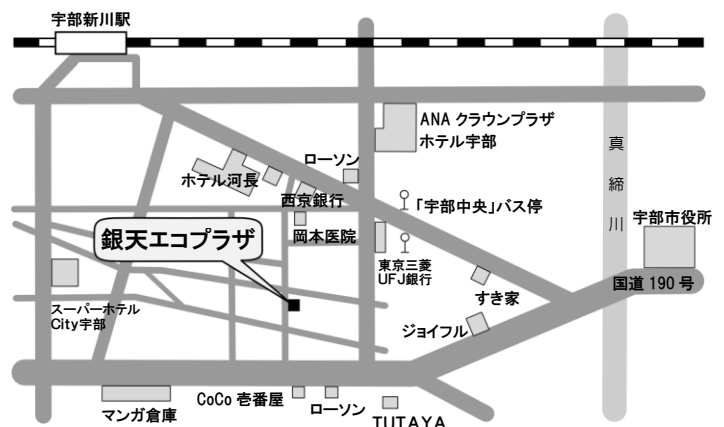 宇部新川駅
ANA クラウンプラザ
ホテル宇部
ローソン
ホテル河長
西京銀行
「宇部中央」バス停
岡本医院
真締川
宇部市役所
銀天エコプラザ
東京三菱
UFJ銀行
国道 190 号
すき家
スーパーホテル
City宇部
ジョイフル
CoCo 壱番屋
ローソン
マンガ倉庫
TUTAYA